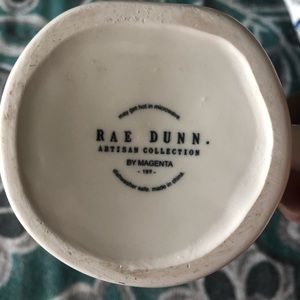 may get hot in microwave.
RAE DUNN.
ARTISAN COLLECTION
BY MAGENTA
dishwasher safe. made in china.